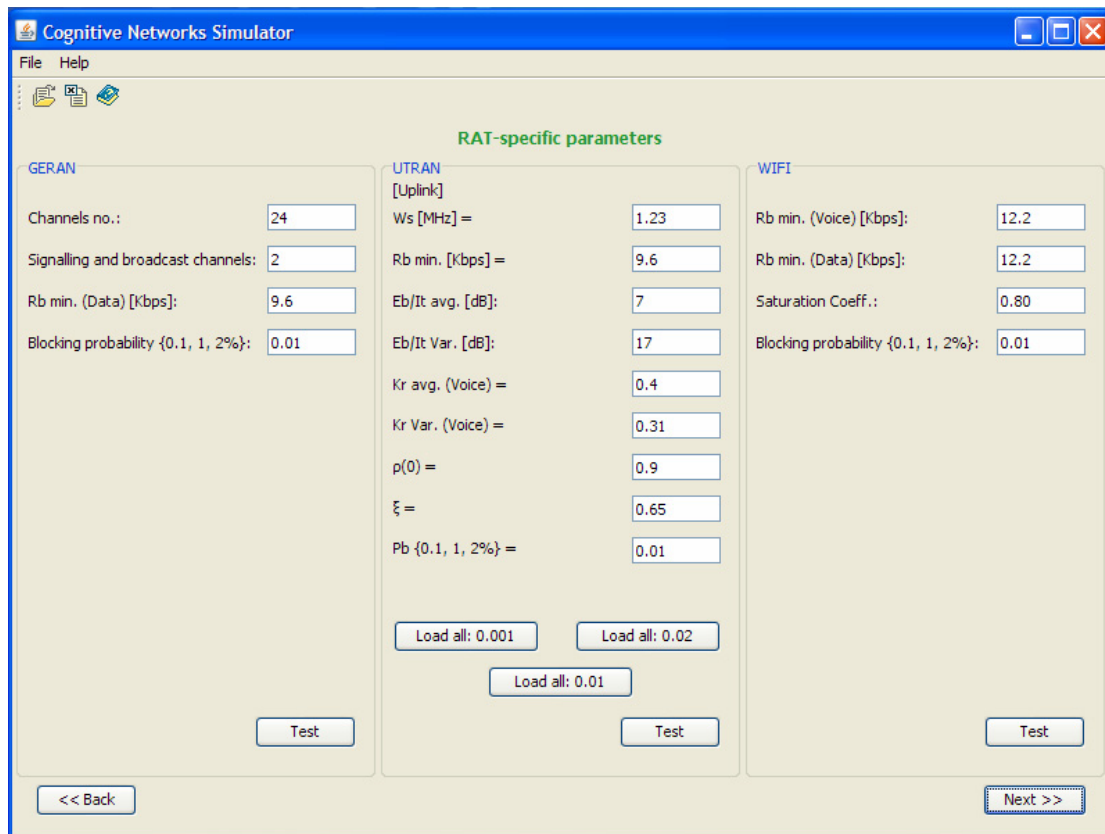 Cognitive Networks Simulator
File Help
RAT-specific parameters
GERAN
Channels no.: 24
Signalling and broadcast channels: 2
Rb min. (Data) [Kbps]: 9.6
Blocking probability {0.1, 1, 2%}: 0.01
Test
UTRAN
[Uplink]
Ws [MHz] = 1.23
Rb min. [Kbps] = 9.6
Eb/It avg. [dB]: 7
Eb/It Var. [dB]: 17
Kr avg. (Voice) = 0.4
Kr Var. (Voice) = 0.31
ρ(0) = 0.9
ξ = 0.65
Pb {0.1, 1, 2%} = 0.01
Load all: 0.001 Load all: 0.02
Load all: 0.01
Test
WIFI
Rb min. (Voice) [Kbps]: 12.2
Rb min. (Data) [Kbps]: 12.2
Saturation Coeff.: 0.80
Blocking probability {0.1, 1, 2%}: 0.01
Test
<< Back Next >>